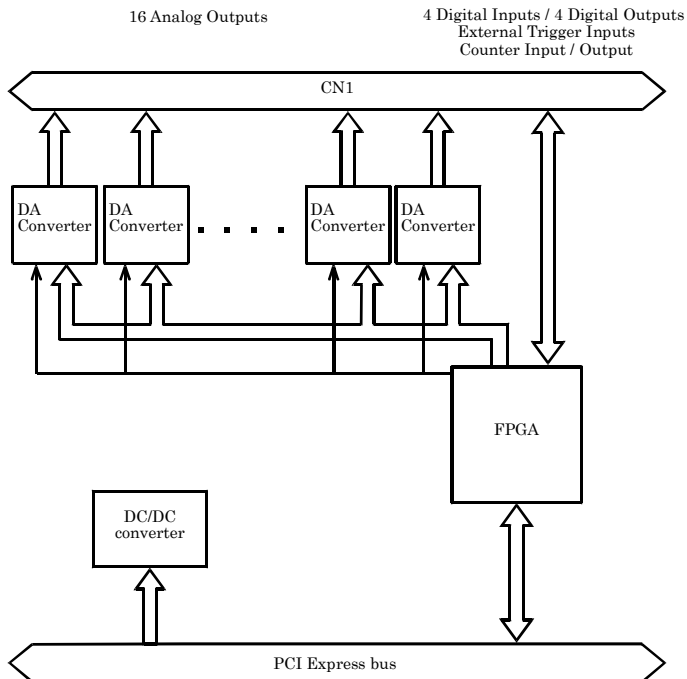 16 Analog Outputs
4 Digital Inputs / 4 Digital Outputs
External Trigger Inputs
Counter Input / Output
CN1
DA
Converter
DA
Converter
DA
Converter
DA
Converter
FPGA
DC/DC
converter
PCI Express bus